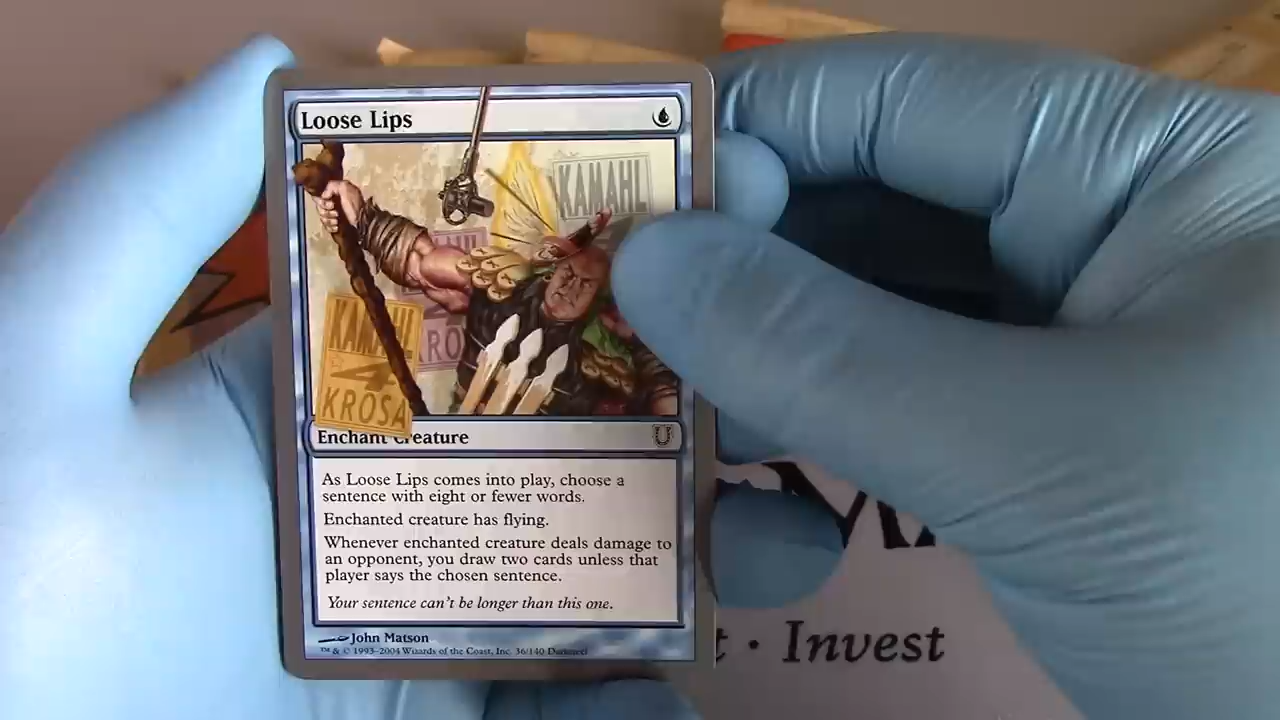 Loose Lips
KAMAHL
KROSA
Enchant Creature
As Loose Lips comes into play, choose a
sentence with eight or fewer words.
Enchanted creature has flying.
Whenever enchanted creature deals damage to
an opponent, you draw two cards unless that
player says the chosen sentence.
Your sentence can't be longer than this one.
John Matson
™ & © 1993–2004 Wizards of the Coast, Inc. 36/140
t · Invest